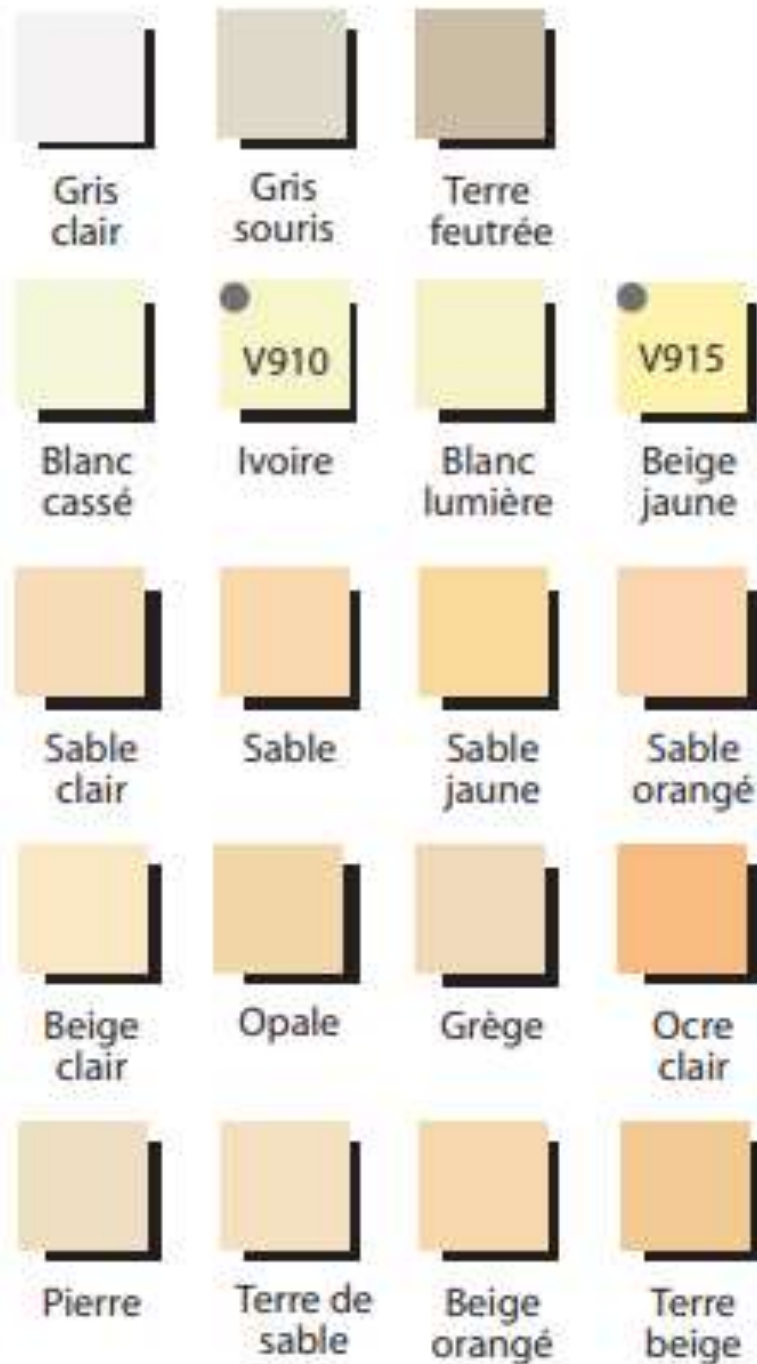 Gris
clair
Gris
souris
Terre
feutrée
Blanc
cassé
V910
Ivoire
Blanc
lumière
V915
Beige
jaune
Sable
clair
Sable
Sable
jaune
Sable
orangé
Beige
clair
Opale
Grège
Ocre
clair
Pierre
Terre de
sable
Beige
orangé
Terre
beige